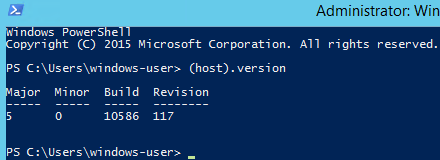 Administrator: Win
Windows PowerShell
Copyright (C) 2015 Microsoft Corporation. All rights reserved.
PS C:\Users\windows-user> (host).version
Major  Minor  Build  Revision
-----  -----  -----  --------
5      0      10586  117
PS C:\Users\windows-user>